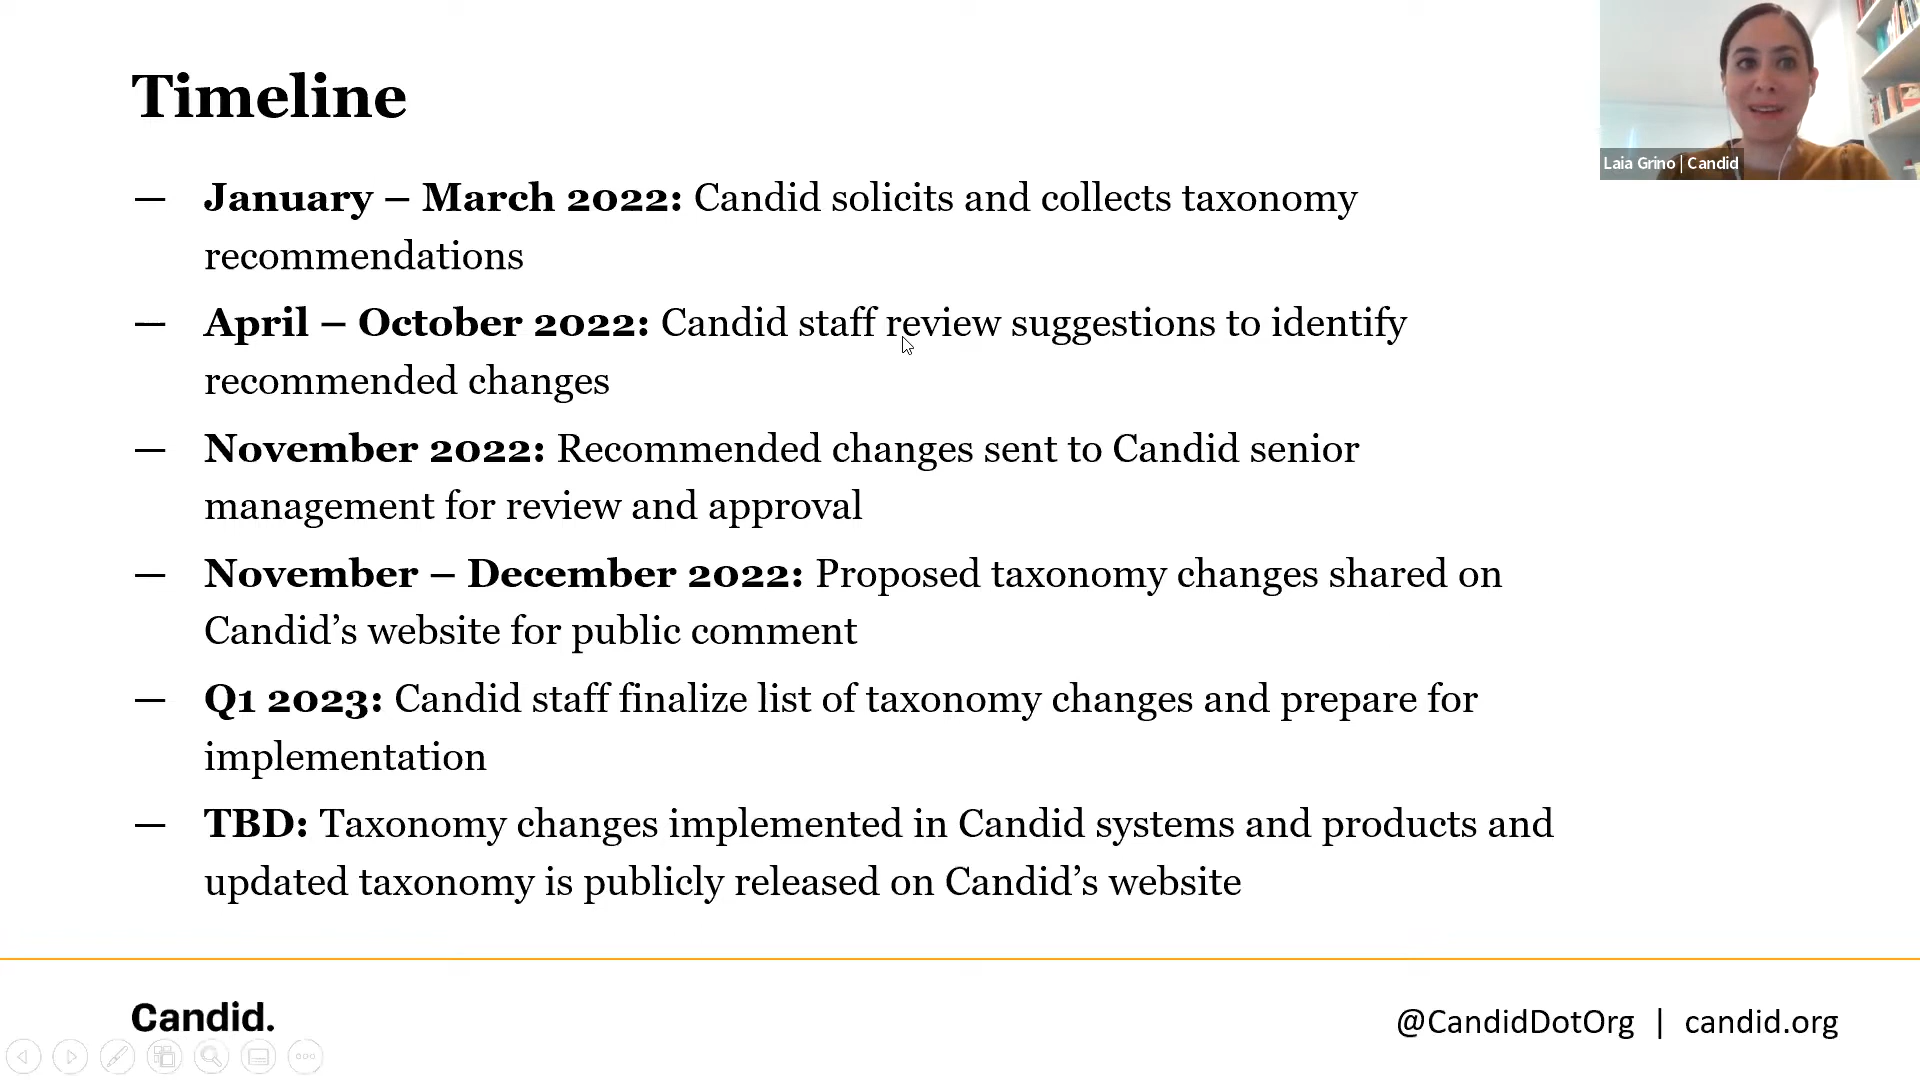 Timeline
Laia Grino | Candid
— January – March 2022: Candid solicits and collects taxonomy
recommendations
— April – October 2022: Candid staff review suggestions to identify
recommended changes
— November 2022: Recommended changes sent to Candid senior
management for review and approval
— November – December 2022: Proposed taxonomy changes shared on
Candid’s website for public comment
— Q1 2023: Candid staff finalize list of taxonomy changes and prepare for
implementation
— TBD: Taxonomy changes implemented in Candid systems and products and
updated taxonomy is publicly released on Candid’s website
Candid.
@CandidDotOrg | candid.org